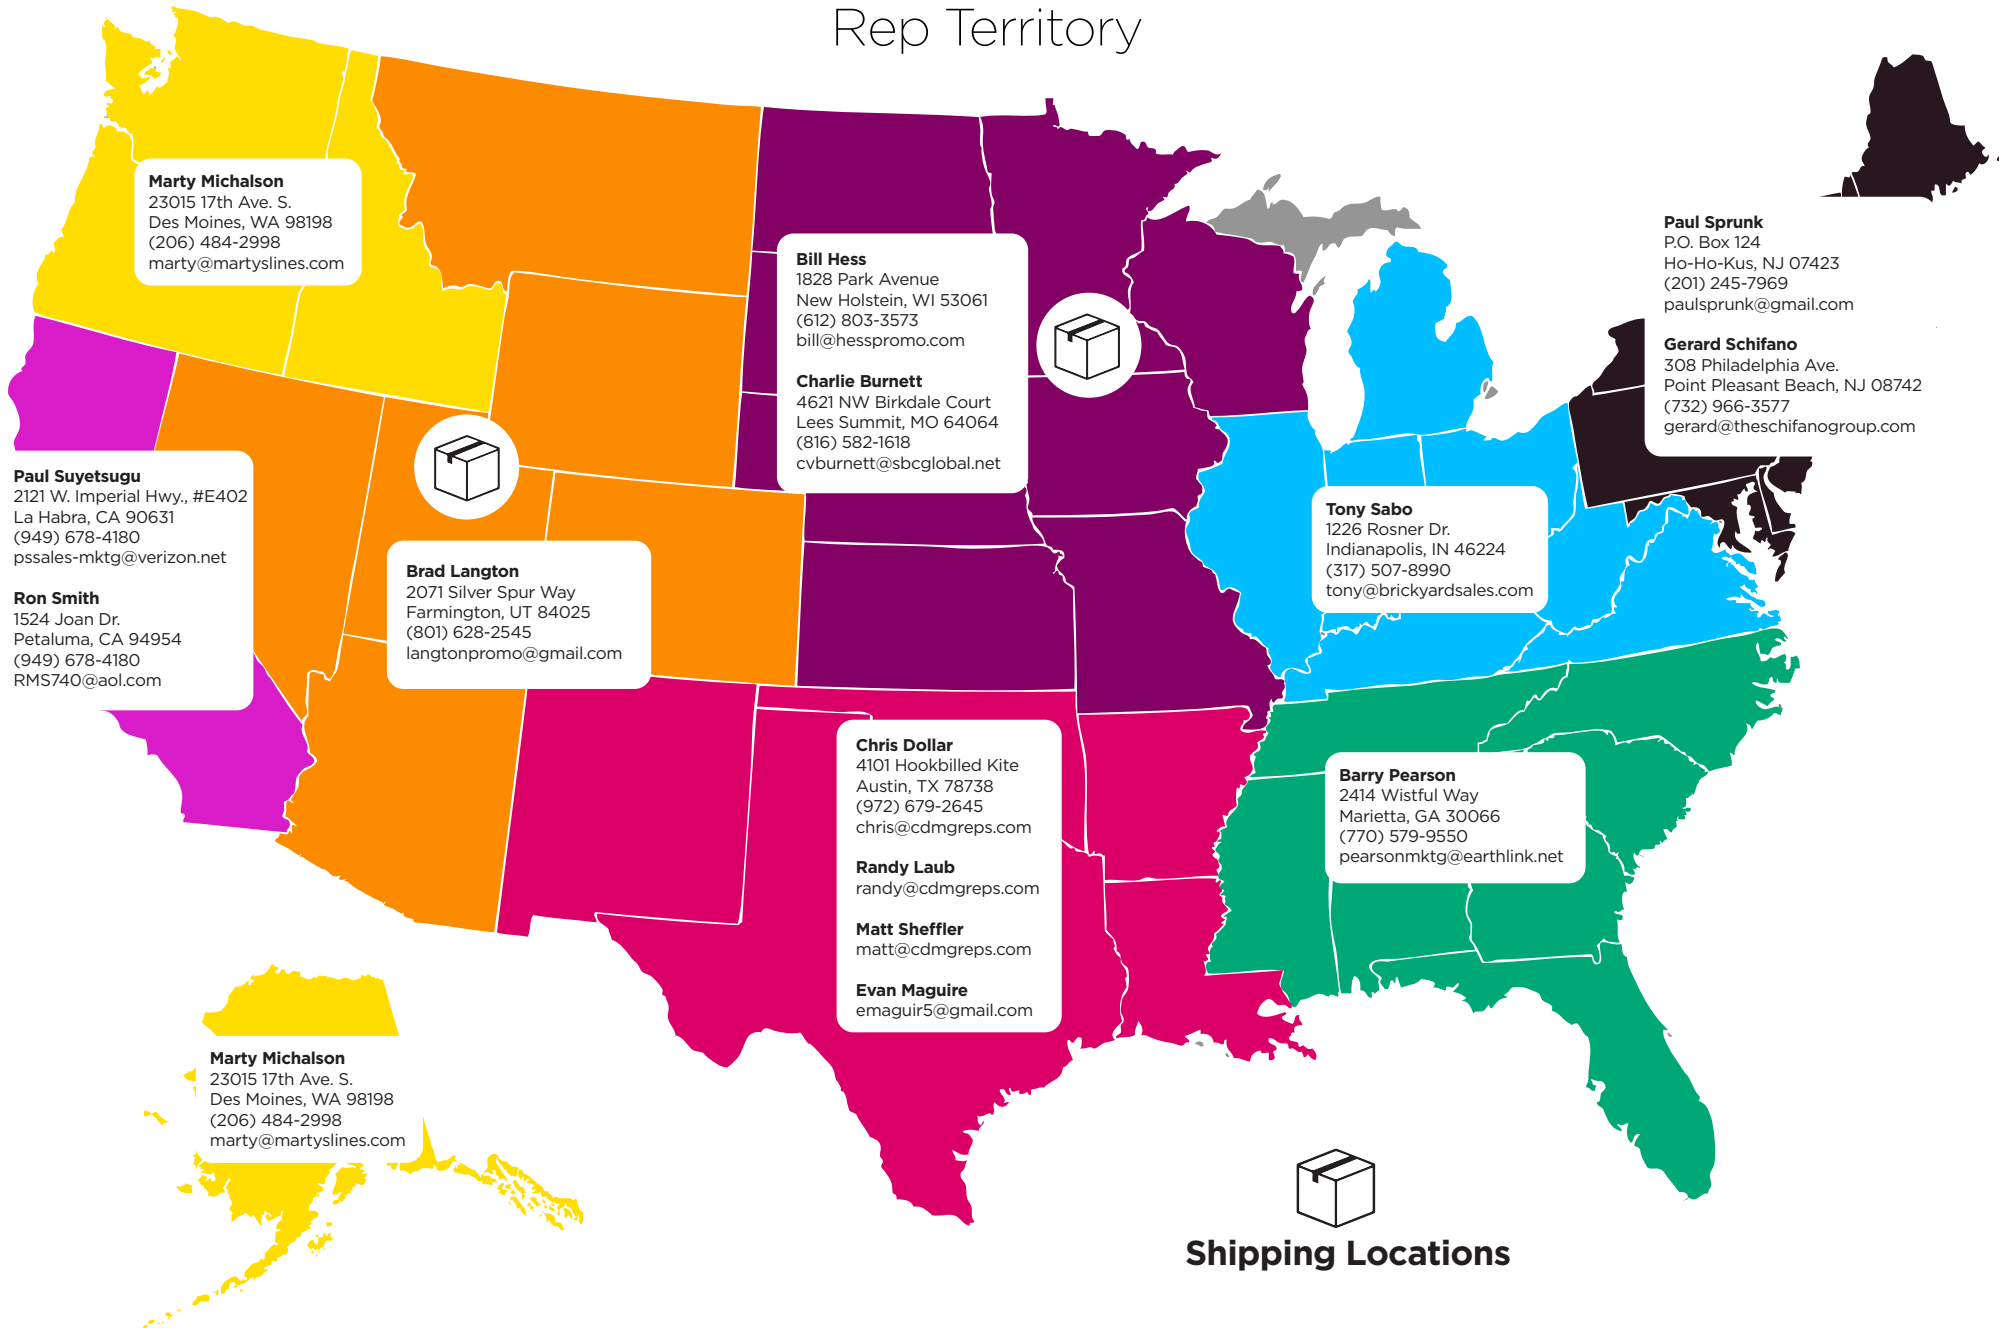 Rep Territory
Marty Michalson
23015 17th Ave. S.
Des Moines, WA 98198
(206) 484-2998
marty@martyslines.com
Bill Hess
1828 Park Avenue
New Holstein, WI 53061
(612) 803-3573
bill@hesspromo.com
Charlie Burnett
4621 NW Birkdale Court
Lees Summit, MO 64064
(816) 582-1618
cvburnett@sbcglobal.net
Paul Sprunk
P.O. Box 124
Ho-Ho-Kus, NJ 07423
(201) 245-7969
paulsprunk@gmail.com
Gerard Schifano
308 Philadelphia Ave.
Point Pleasant Beach, NJ 08742
(732) 966-3577
gerard@theschifanogroup.com
Paul Suyetsugu
2121 W. Imperial Hwy., #E402
La Habra, CA 90631
(949) 678-4180
pssales-mktg@verizon.net
Ron Smith
1524 Joan Dr.
Petaluma, CA 94954
(949) 678-4180
RMS740@aol.com
Brad Langton
2071 Silver Spur Way
Farmington, UT 84025
(801) 628-2545
langtonpromo@gmail.com
Tony Sabo
1226 Rosner Dr.
Indianapolis, IN 46224
(317) 507-8990
tony@brickyardsales.com
Chris Dollar
4101 Hookbilled Kite
Austin, TX 78738
(972) 679-2645
chris@cdmgreps.com
Randy Laub
randy@cdmgreps.com
Matt Sheffler
matt@cdmgreps.com
Evan Maguire
emaguir5@gmail.com
Barry Pearson
2414 Wistful Way
Marietta, GA 30066
(770) 579-9550
pearsonmktg@earthlink.net
Marty Michalson
23015 17th Ave. S.
Des Moines, WA 98198
(206) 484-2998
marty@martyslines.com
Shipping Locations